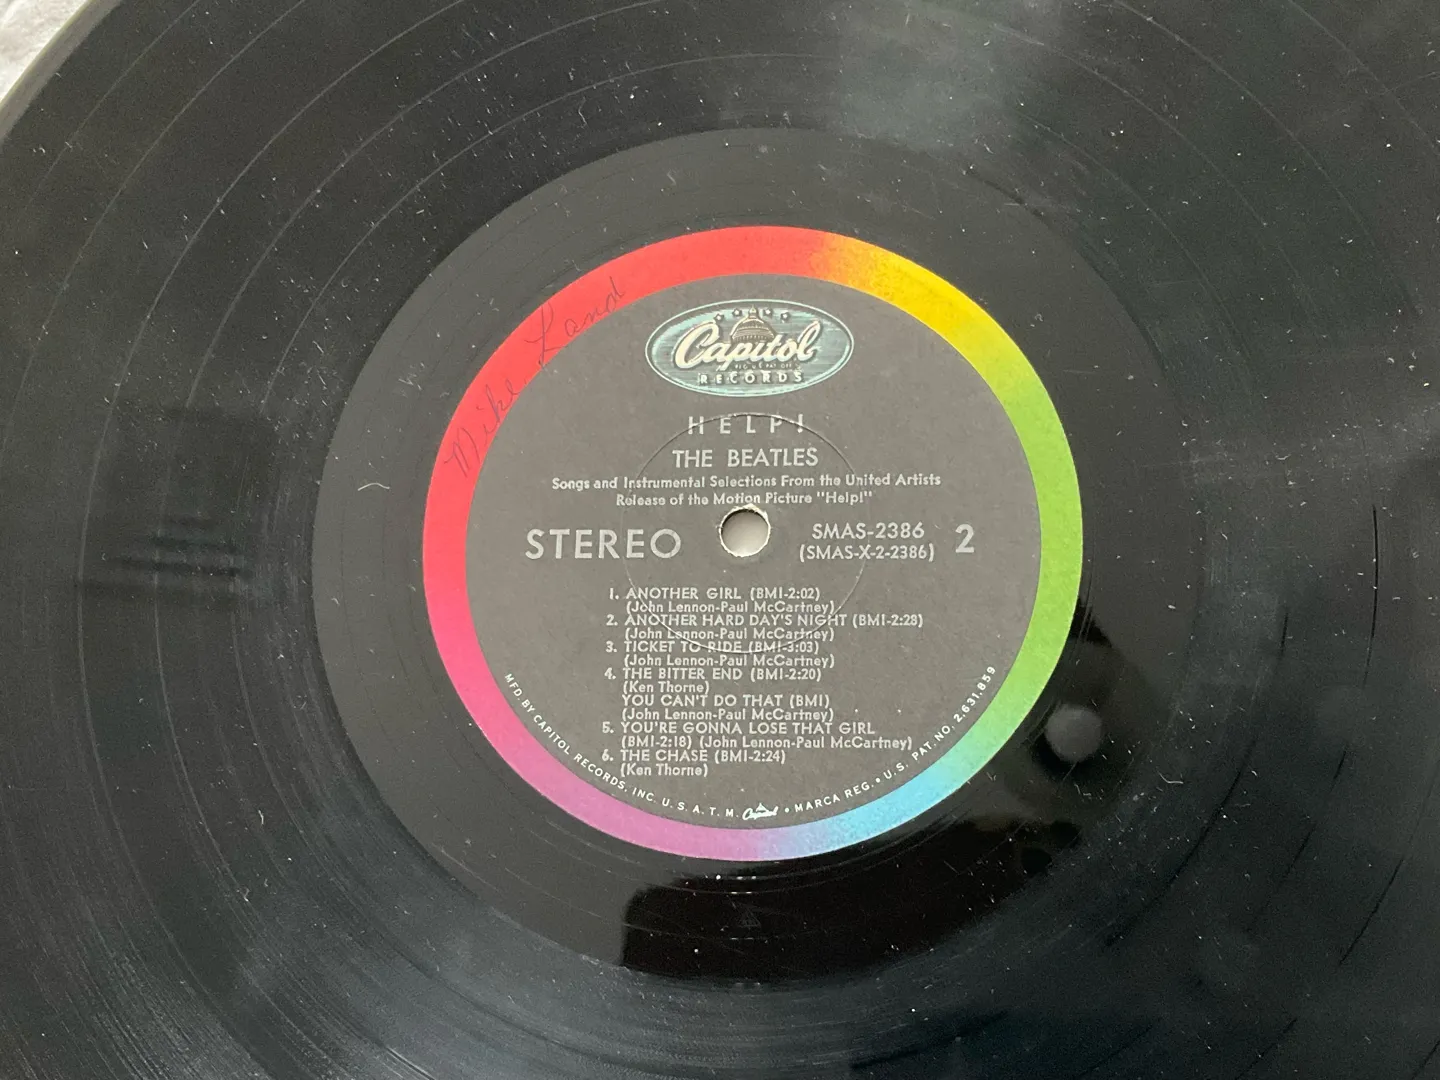 Mike Land
Capitol
REG. U.S. PAT. OFF.
RECORDS
HELP!
THE BEATLES
Songs and Instrumental Selections From the United Artists
Release of the Motion Picture "Help!"
STEREO
SMAS-2386
(SMAS-X-2-2386)
2
1. ANOTHER GIRL (BMI-2:02)
(John Lennon-Paul McCartney)
2. ANOTHER HARD DAY'S NIGHT (BMI-2:28)
(John Lennon-Paul McCartney)
3. TICKET TO RIDE (BMI-3:03)
(John Lennon-Paul McCartney)
4. THE BITTER END (BMI-2:20)
(Ken Thorne)
YOU CAN'T DO THAT (BMI)
(John Lennon-Paul McCartney)
5. YOU'RE GONNA LOSE THAT GIRL
(BMI-2:18) (John Lennon-Paul McCartney)
6. THE CHASE (BMI-2:24)
(Ken Thorne)
MFD. BY CAPITOL RECORDS, INC. U.S.A. T.M. Capitol • MARCA REG. • U.S. PAT. NO. 2,631,859